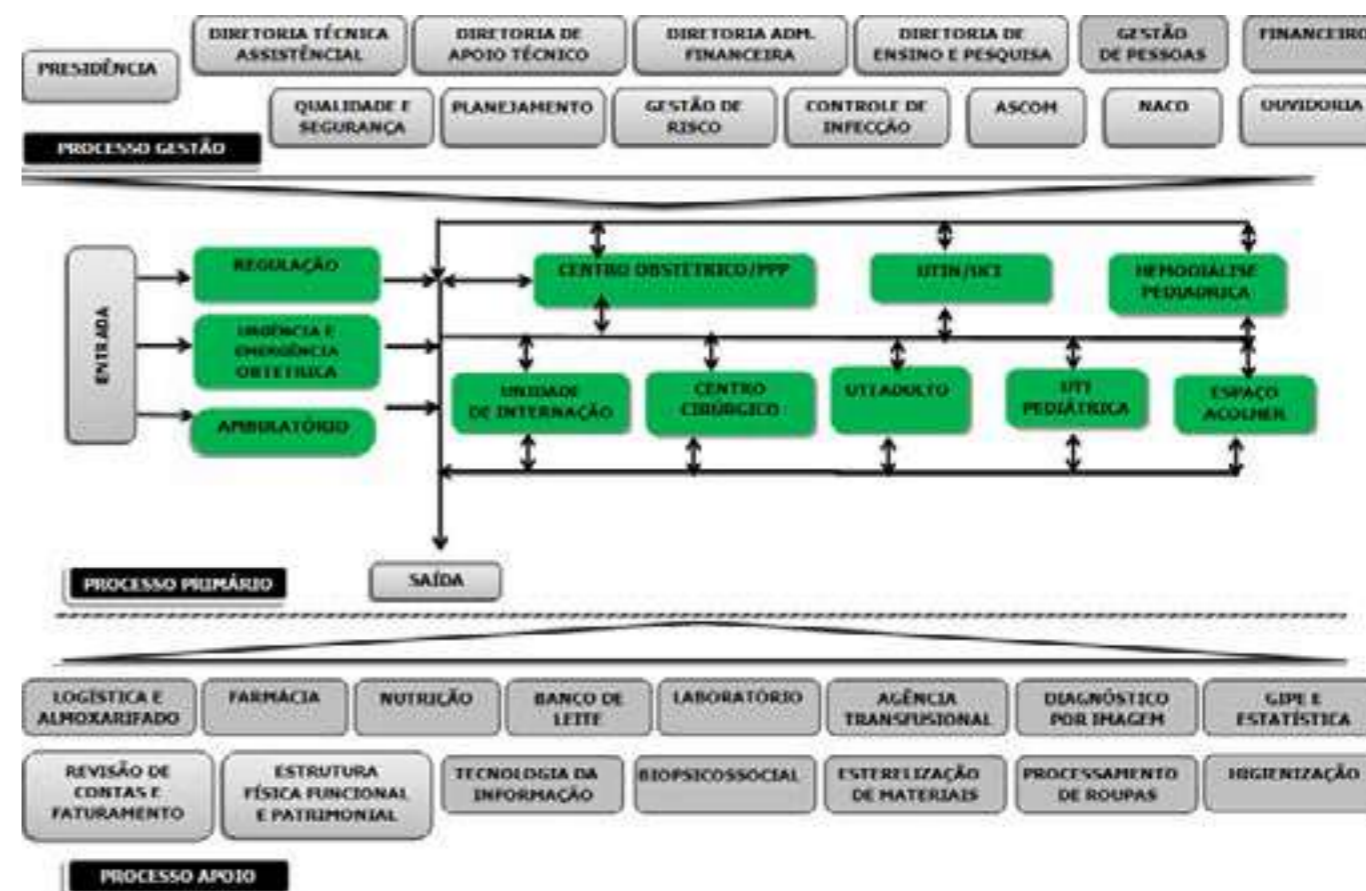 DIRETORIA TÉCNICA
ASSISTÊNCIAL
DIRETORIA DE
APOIO TÉCNICO
DIRETORIA ADM.
FINANCEIRA
DIRETORIA DE
ENSINO E PESQUISA
GESTÃO
DE PESSOAS
FINANCEIRO
PRESIDÊNCIA
QUALIDADE E
SEGURANÇA
PLANEJAMENTO
GESTÃO DE
RISCO
CONTROLE DE
INFECÇÃO
ASCOM
NACO
OUVIDORIA
PROCESSO GESTÃO
ENTRADA
REGULAÇÃO
URGÊNCIA E
EMERGÊNCIA
OBTETRICA
AMBULATÓRIO
CENTRO OBSTÉTRICO/PPP
UTIN/UCI
HEMODIÁLISE
PEDIADRICA
UNIDADE
DE INTERNAÇÃO
CENTRO
CIRÚRGICO
UTI ADULTO
UTI
PEDIÁTRICA
ESPAÇO
ACOLHER
PROCESSO PRIMÁRIO
SAÍDA
LOGÍSTICA E
ALMOXARIFADO
FARMÁCIA
NUTRIÇÃO
BANCO DE
LEITE
LABORATÓRIO
AGÊNCIA
TRANSFUSIONAL
DIAGNÓSTICO
POR IMAGEM
GIPE E
ESTATÍSTICA
REVISÃO DE
CONTAS E
FATURAMENTO
ESTRUTURA
FÍSICA FUNCIONAL
E PATRIMONIAL
TECNOLOGIA DA
INFORMAÇÃO
BIOPSICOSSOCIAL
ESTERELIZAÇÃO
DE MATERIAIS
PROCESSAMENTO
DE ROUPAS
HIGIENIZAÇÃO
PROCESSO APOIO